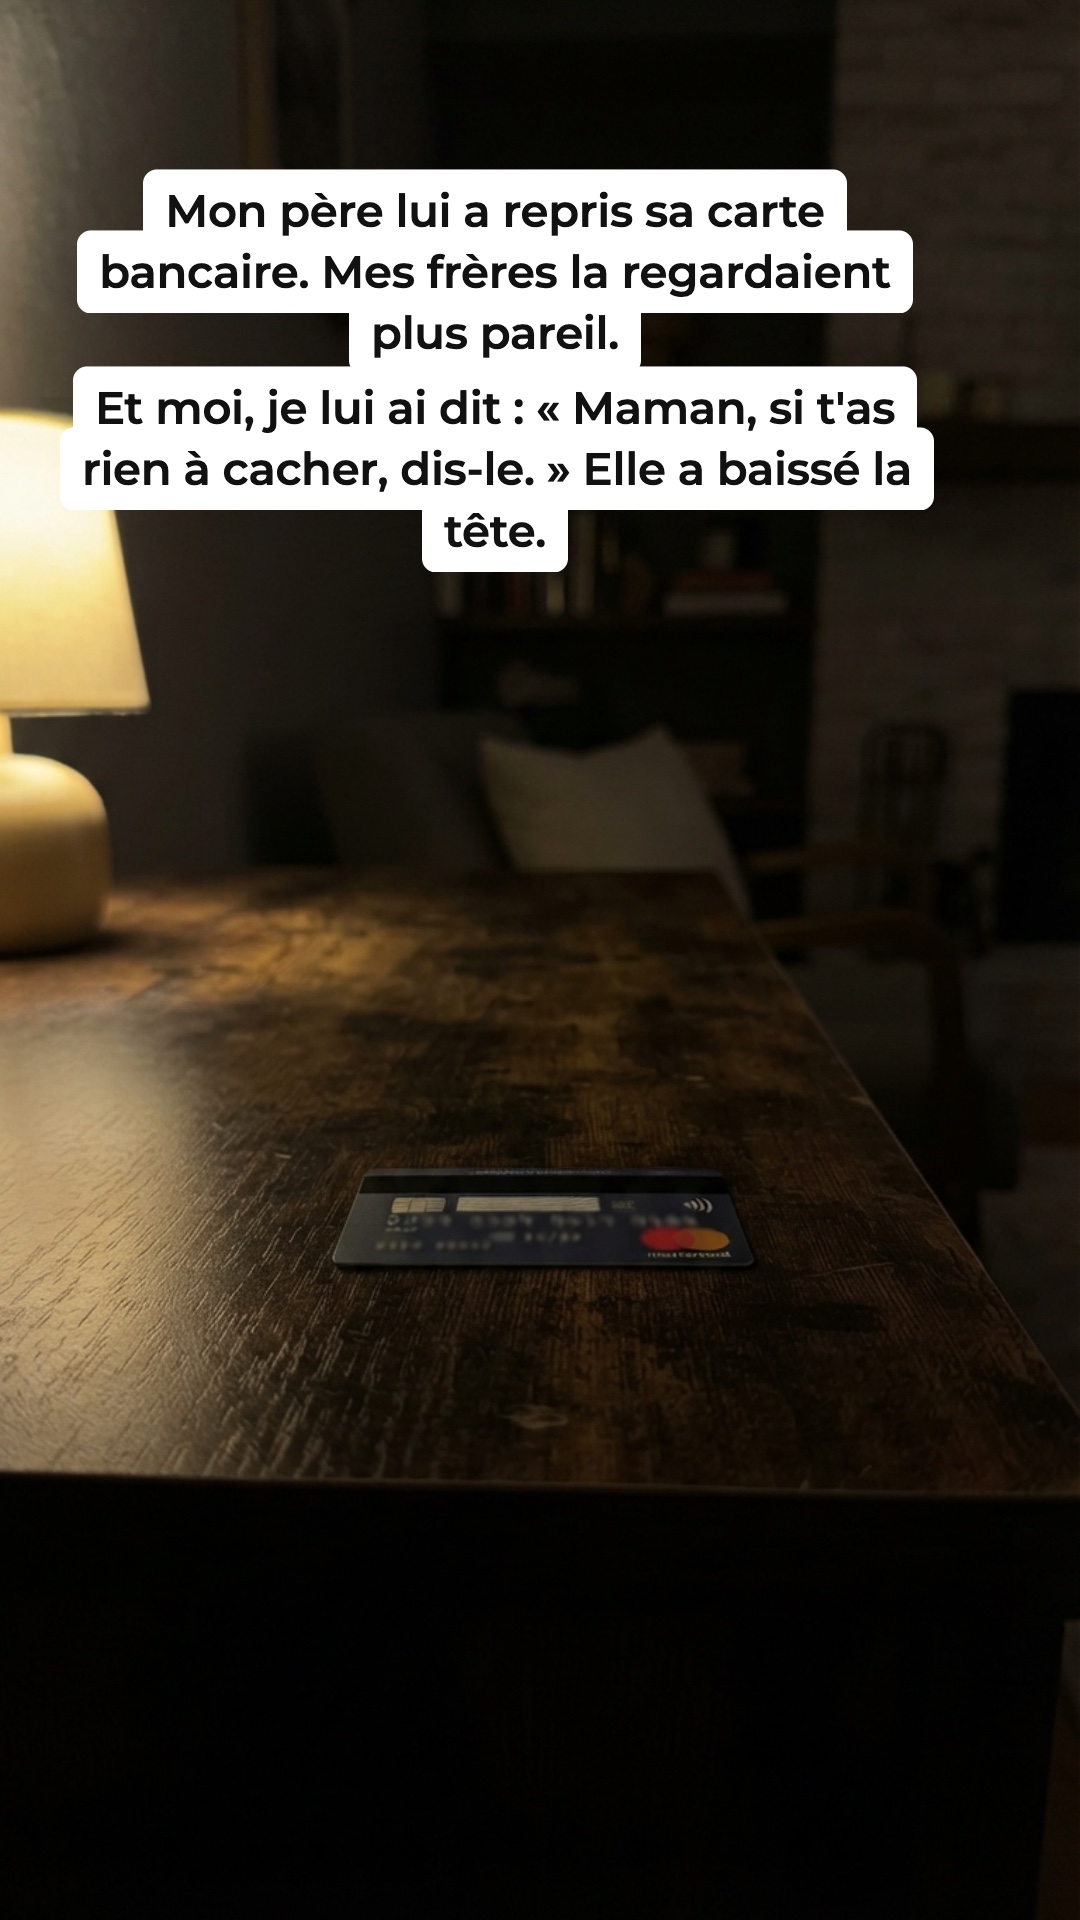 Mon père lui a repris sa carte
bancaire. Mes frères la regardaient
plus pareil.
Et moi, je lui ai dit : « Maman, si t'as
rien à cacher, dis-le. » Elle a baissé la
tête.